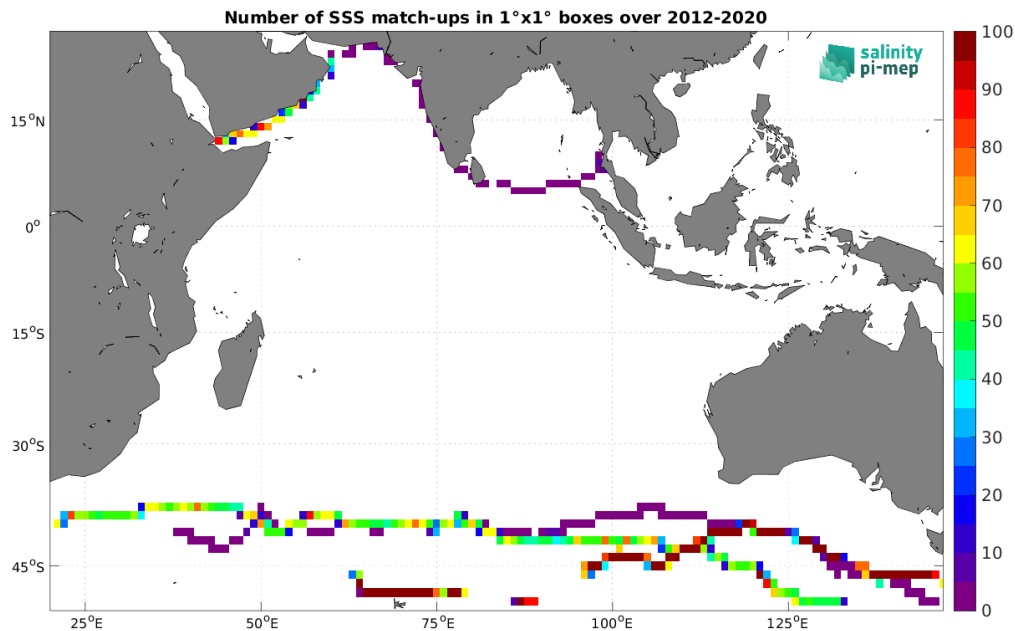 Number of SSS match-ups in 1°x1° boxes over 2012-2020
salinity
pi-mep
15°N
0°
15°S
30°S
45°S
25°E
50°E
75°E
100°E
125°E
100
90
80
70
60
50
40
30
20
10
0